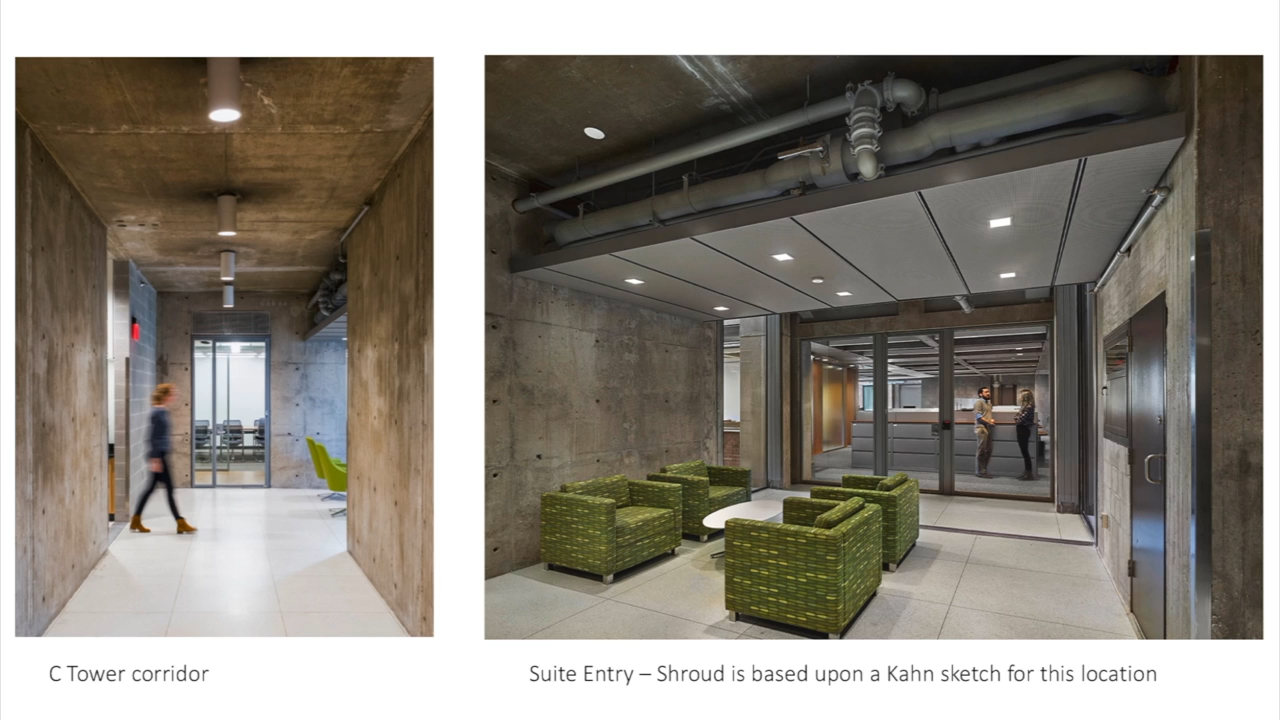 C Tower corridor
Suite Entry – Shroud is based upon a Kahn sketch for this location